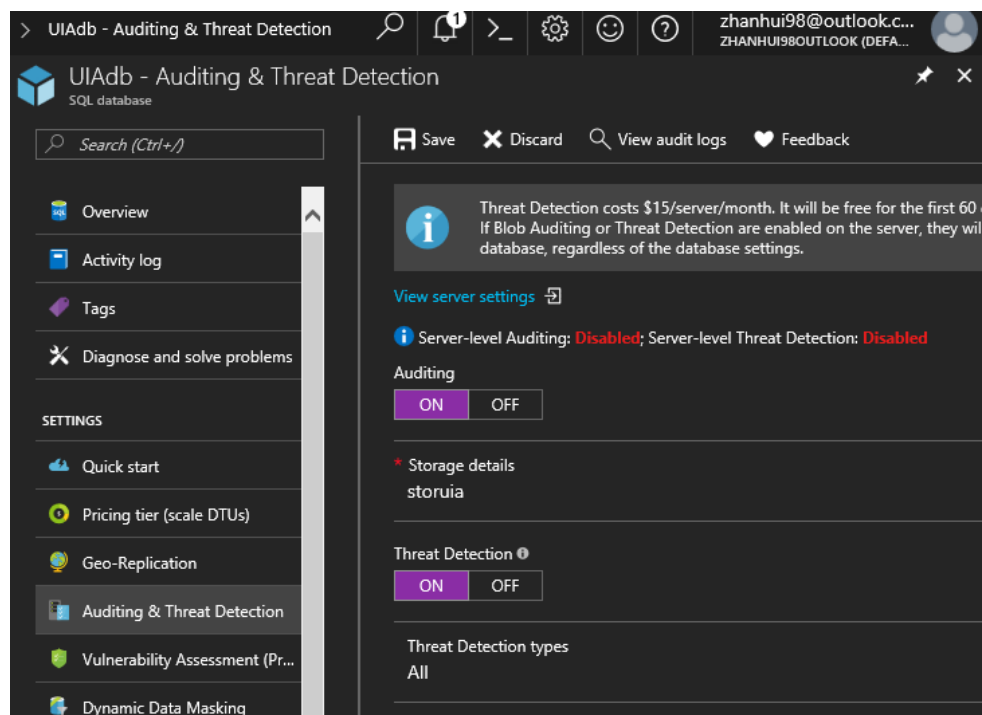 UIAdb - Auditing & Threat Detection
1
zhanhui98@outlook.c...
ZHANHUI98OUTLOOK (DEFA...
UIAdb - Auditing & Threat Detection
SQL database
Search (Ctrl+/)
Overview
Activity log
Tags
Diagnose and solve problems
SETTINGS
Quick start
Pricing tier (scale DTUs)
Geo-Replication
Auditing & Threat Detection
Vulnerability Assessment (Pr...
Dynamic Data Masking
Save Discard View audit logs Feedback
Threat Detection costs $15/server/month. It will be free for the first 60
If Blob Auditing or Threat Detection are enabled on the server, they wil
database, regardless of the database settings.
View server settings
Server-level Auditing: Disabled; Server-level Threat Detection: Disabled
Auditing
ON OFF
* Storage details
storuia
Threat Detection
ON OFF
Threat Detection types
All